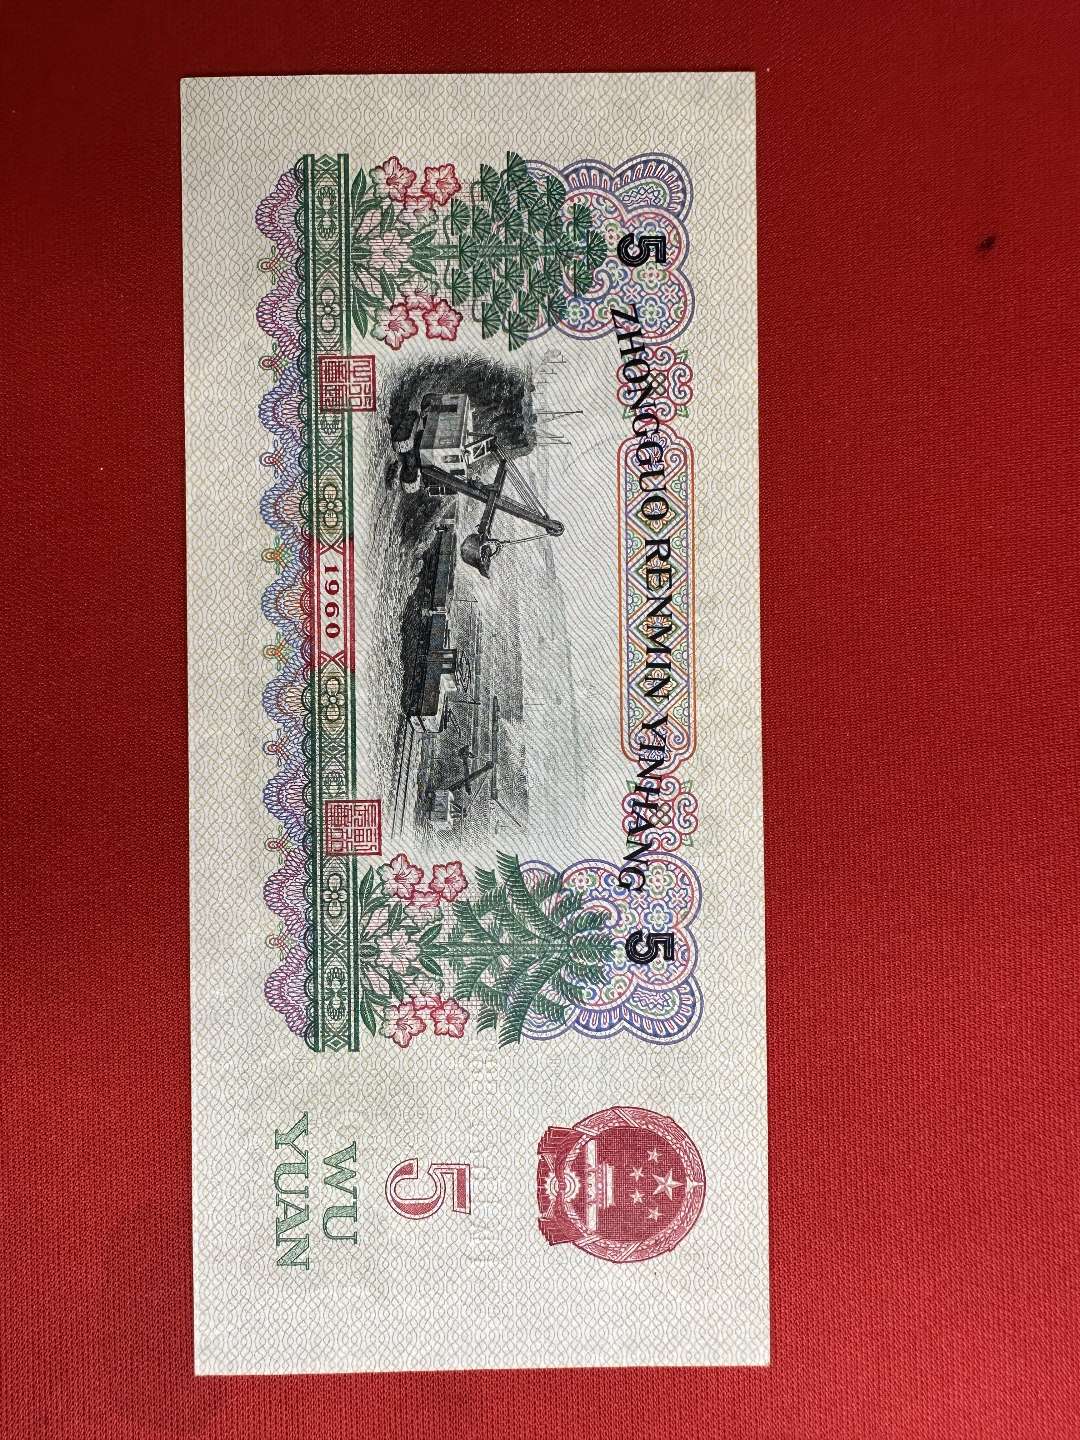 5 ZHONGGUO RENMIN YINHANG 5
5
WU
YUAN
1960